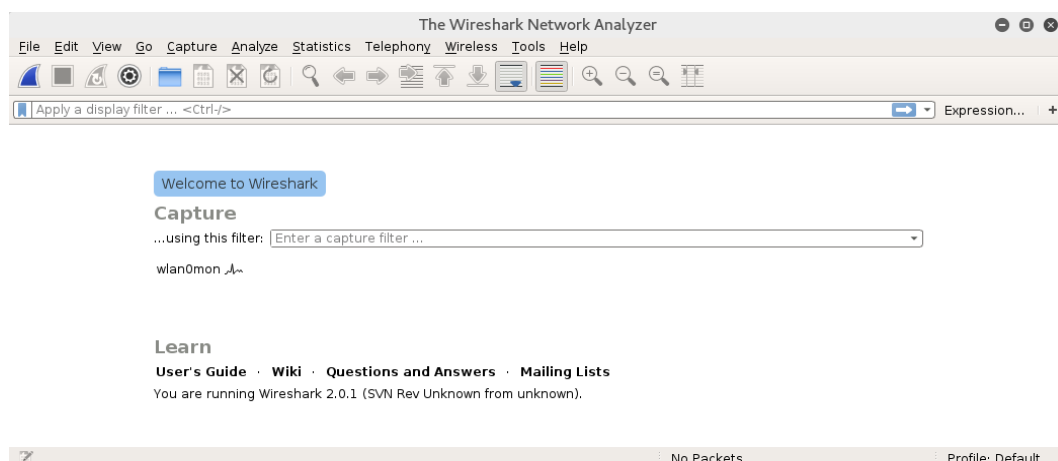 The Wireshark Network Analyzer
File Edit View Go Capture Analyze Statistics Telephony Wireless Tools Help
Apply a display filter ... <Ctrl-/> Expression... +
Welcome to Wireshark
Capture
...using this filter: Enter a capture filter ...
wlan0mon
Learn
User's Guide · Wiki · Questions and Answers · Mailing Lists
You are running Wireshark 2.0.1 (SVN Rev Unknown from unknown).
No Packets Profile: Default